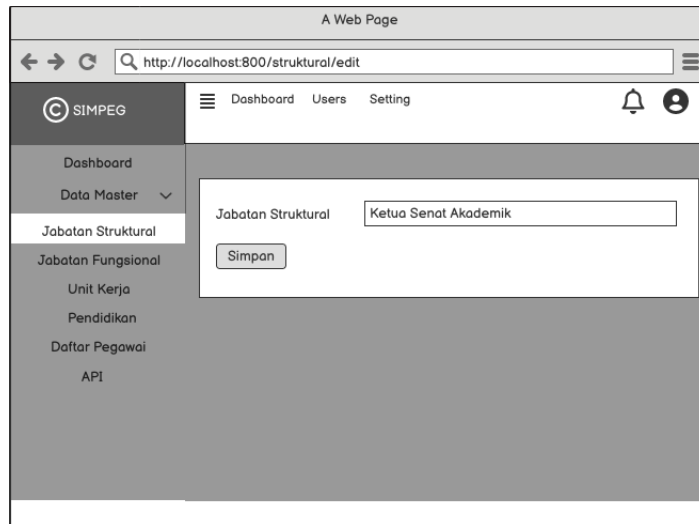 A Web Page
http://localhost:800/struktural/edit
© SIMPEG
Dashboard Users Setting
Dashboard
Data Master
Jabatan Struktural
Jabatan Fungsional
Unit Kerja
Pendidikan
Daftar Pegawai
API
Jabatan Struktural Ketua Senat Akademik
Simpan